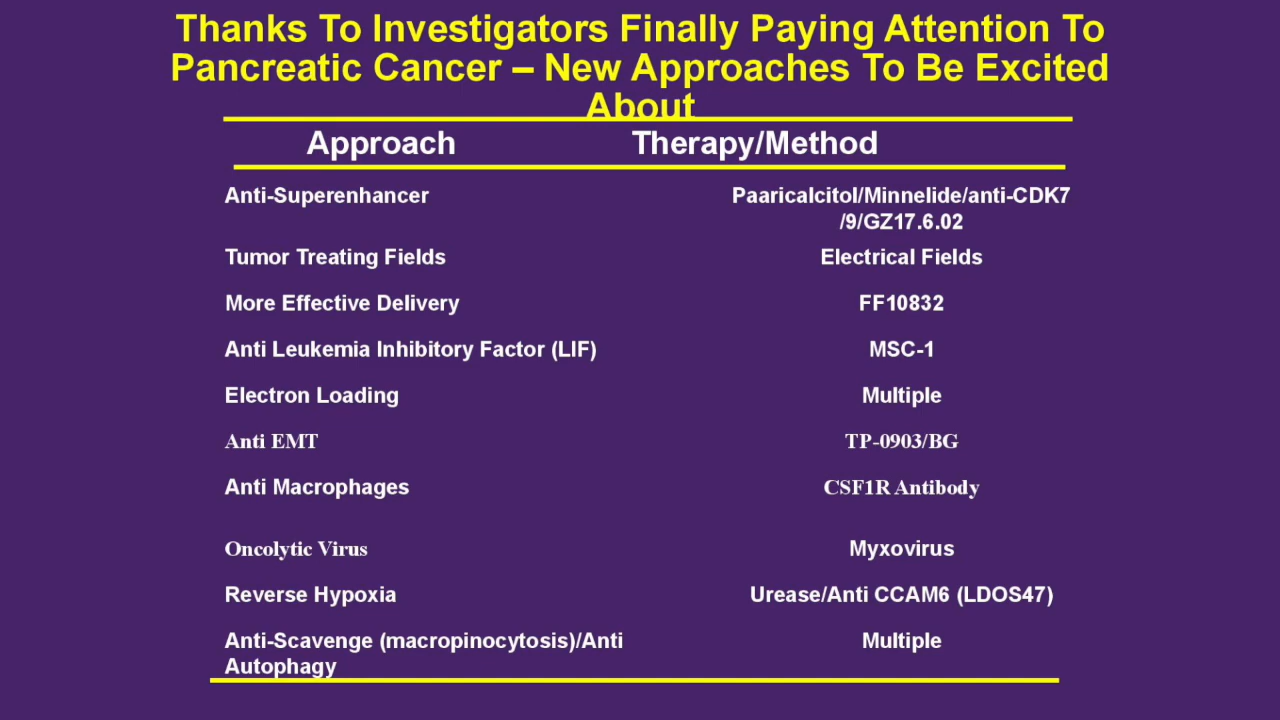 Thanks To Investigators Finally Paying Attention To
Pancreatic Cancer – New Approaches To Be Excited
About
Approach Therapy/Method
Anti-Superenhancer Paaricalcitol/Minnelide/anti-CDK7
/9/GZ17.6.02
Tumor Treating Fields Electrical Fields
More Effective Delivery FF10832
Anti Leukemia Inhibitory Factor (LIF) MSC-1
Electron Loading Multiple
Anti EMT TP-0903/BG
Anti Macrophages CSF1R Antibody
Oncolytic Virus Myxovirus
Reverse Hypoxia Urease/Anti CCAM6 (LDOS47)
Anti-Scavenge (macropinocytosis)/Anti Multiple
Autophagy